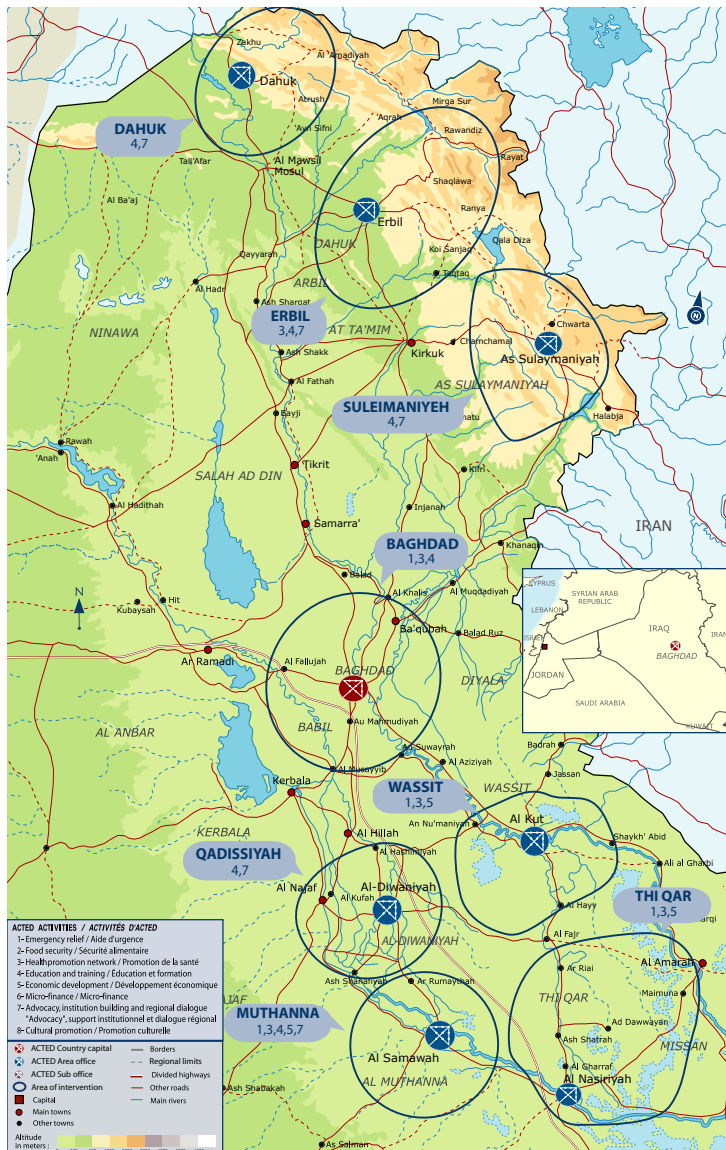 Zakhu
Al 'Amadiyah
Dahuk
Atrush
Mirga Sur
'Aqrah
DAHUK
4,7
'Ayn Sifni
Rawandiz
Tall'Afar
Al Mawsil
Mosul
Rayat
Shaqlawa
Al Ba'aj
Ranya
Erbil
DAHUK
Koi Sanjaq
Qala Diza
Qayyarah
Taqtaq
Al Hadr
ARBIL
Ash Sharqat
ERBIL
3,4,7
NINAWA
AT TA'MIM
Chwarta
Kirkuk
Chamchamal
As Sulaymaniyah
Ash Shakk
Al Fathah
AS SULAYMANIYAH
SULEIMANIYEH
4,7
Bayji
Halabja
Rawah
'Anah
Tikrit
Kifri
SALAH AD DIN
Al Hadithah
Injanah
Samarra'
IRAN
BAGHDAD
1,3,4
Khanaqin
Balad
Al Khalis
Al Muqdadiyah
N
Hit
Kubaysah
Ba'qubah
Balad Ruz
Ar Ramadi
Al Fallujah
BAGHDAD
DIYALA
CYPRUS
SYRIAN ARAB
REPUBLIC
LEBANON
ISRAEL
IRAQ
IRAN
BAGHDAD
JORDAN
SAUDI ARABIA
KUWAIT
Au Mahmudiyah
BABIL
AL ANBAR
As Suwayrah
Badrah
Al Aziziyah
Al Musayyib
Jassan
Kerbala
WASSIT
1,3,5
WASSIT
An Nu'maniyah
Al Kut
KERBALA
Al Hillah
Shaykh' Abid
Al Hashimiyah
QADISSIYAH
4,7
Ali al Gharbi
Al Najaf
Al Kufah
Al-Diwaniyah
THI QAR
1,3,5
Al Hayy
AL-DIWANIYAH
Al Fajr
Al Amarah
Ash Shanafiyah
Ar Rumaythah
Ar Riai
Maimuna
THI QAR
MUTHANNA
1,3,4,5,7
Ad Dawwayan
Al Samawah
Ash Shatrah
MISSAN
AL MUTHANNA
Al Gharraf
Al Nasiriyah
Ash Shabakah
As Salman
ACTED ACTIVITIES / ACTIVITÉS D'ACTED
1- Emergency relief / Aide d'urgence
2- Food security / Sécurité alimentaire
3- Healthpromotion network / Promotion de la santé
4- Education and training / Éducation et formation
5- Economic development / Développement économique
6- Micro-finance / Micro-finance
7- Advocacy, institution building and regional dialogue
"Advocacy", support institutionnel et dialogue régional
8- Cultural promotion / Promotion culturelle
ACTED Country capital
ACTED Area office
ACTED Sub office
Area of intervention
Capital
Main towns
Other towns
Borders
Regional limits
Divided highways
Other roads
Main rivers
Altitude
in meters :